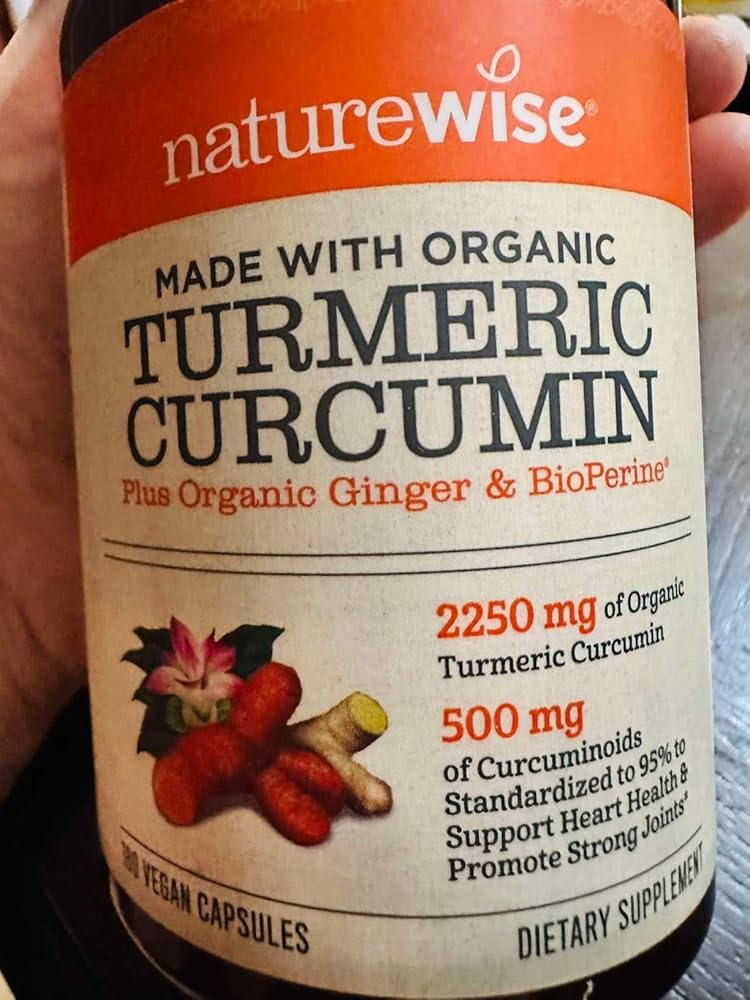 naturewise®
MADE WITH ORGANIC
TURMERIC
CURCUMIN
Plus Organic Ginger & BioPerine®
2250 mg of Organic
Turmeric Curcumin
500 mg
of Curcuminoids
Standardized to 95% to
Support Heart Health &
Promote Strong Joints*
VEGAN CAPSULES
DIETARY SUPPLEMENT